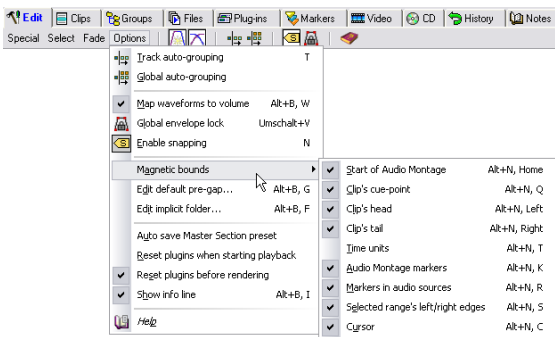 Edit Clips Groups Files Plug-ins Markers Video CD History Notes
Special Select Fade Options
Track auto-grouping T
Global auto-grouping
Map waveforms to volume Alt+B, W
Global envelope lock Umschalt+V
Enable snapping N
Magnetic bounds
Edit default pre-gap... Alt+B, G
Edit implicit folder... Alt+B, F
Auto save Master Section preset
Reset plugins when starting playback
Reset plugins before rendering
Show info line Alt+B, I
Help
Start of Audio Montage Alt+N, Home
Clip's cue-point Alt+N, Q
Clip's head Alt+N, Left
Clip's tail Alt+N, Right
Time units Alt+N, T
Audio Montage markers Alt+N, K
Markers in audio sources Alt+N, R
Selected range's left/right edges Alt+N, S
Cursor Alt+N, C